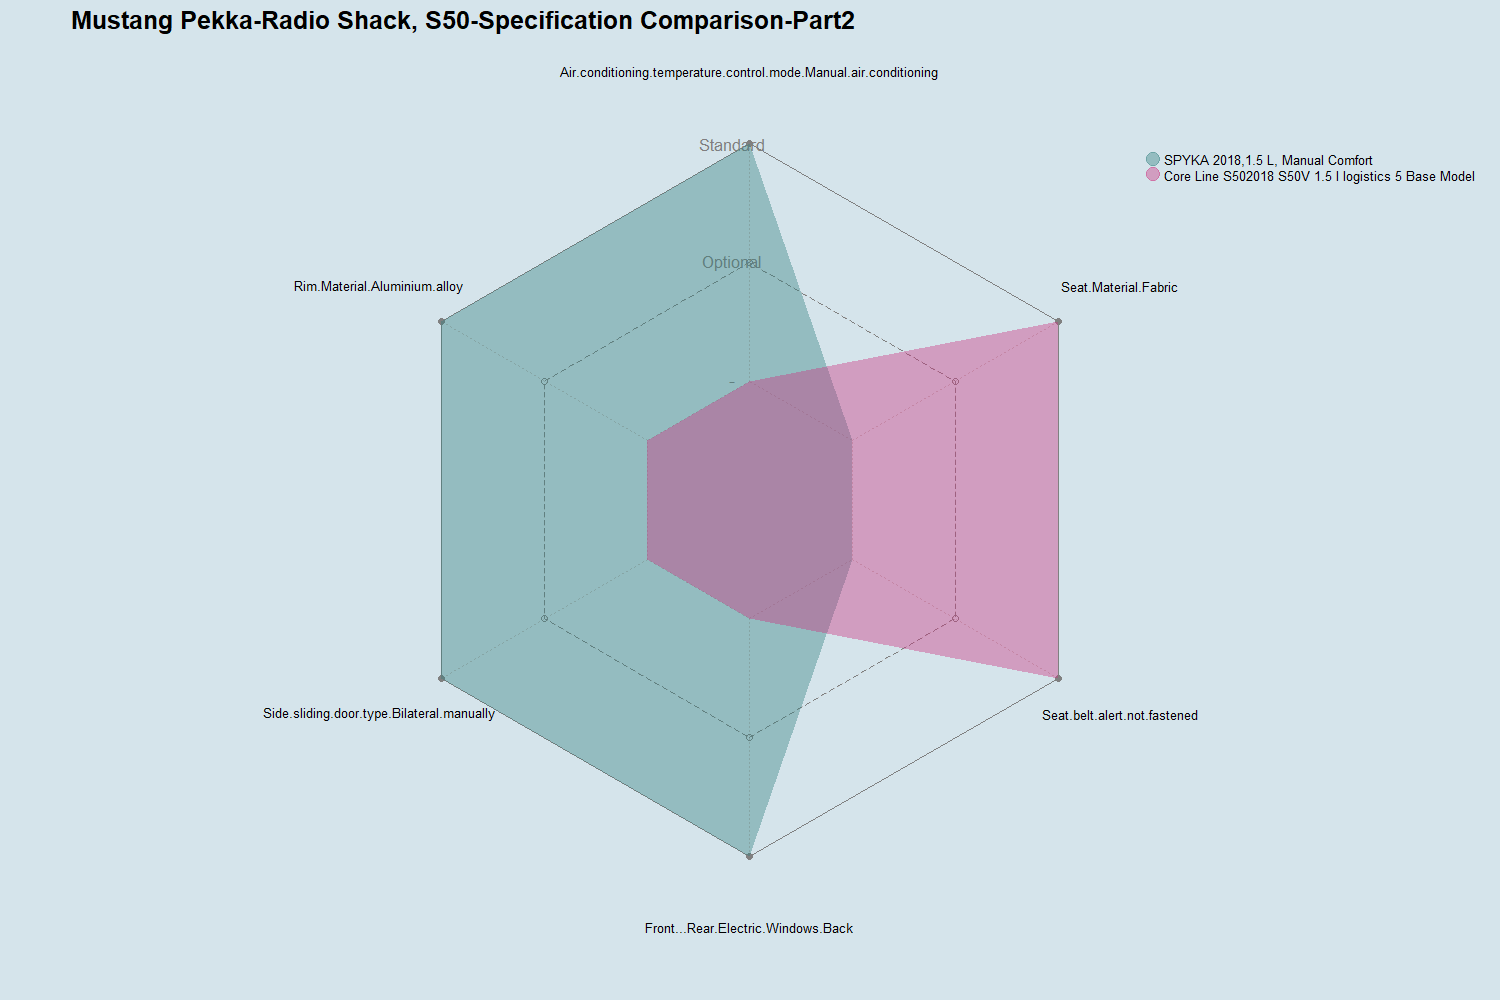 Mustang Pekka-Radio Shack, S50-Specification Comparison-Part2
Air.conditioning.temperature.control.mode.Manual.air.conditioning
Standard
SPYKA 2018,1.5 L, Manual Comfort
Core Line S502018 S50V 1.5 l logistics 5 Base Model
Optional
Rim.Material.Aluminium.alloy
Seat.Material.Fabric
-
Side.sliding.door.type.Bilateral.manually
Seat.belt.alert.not.fastened
Front...Rear.Electric.Windows.Back